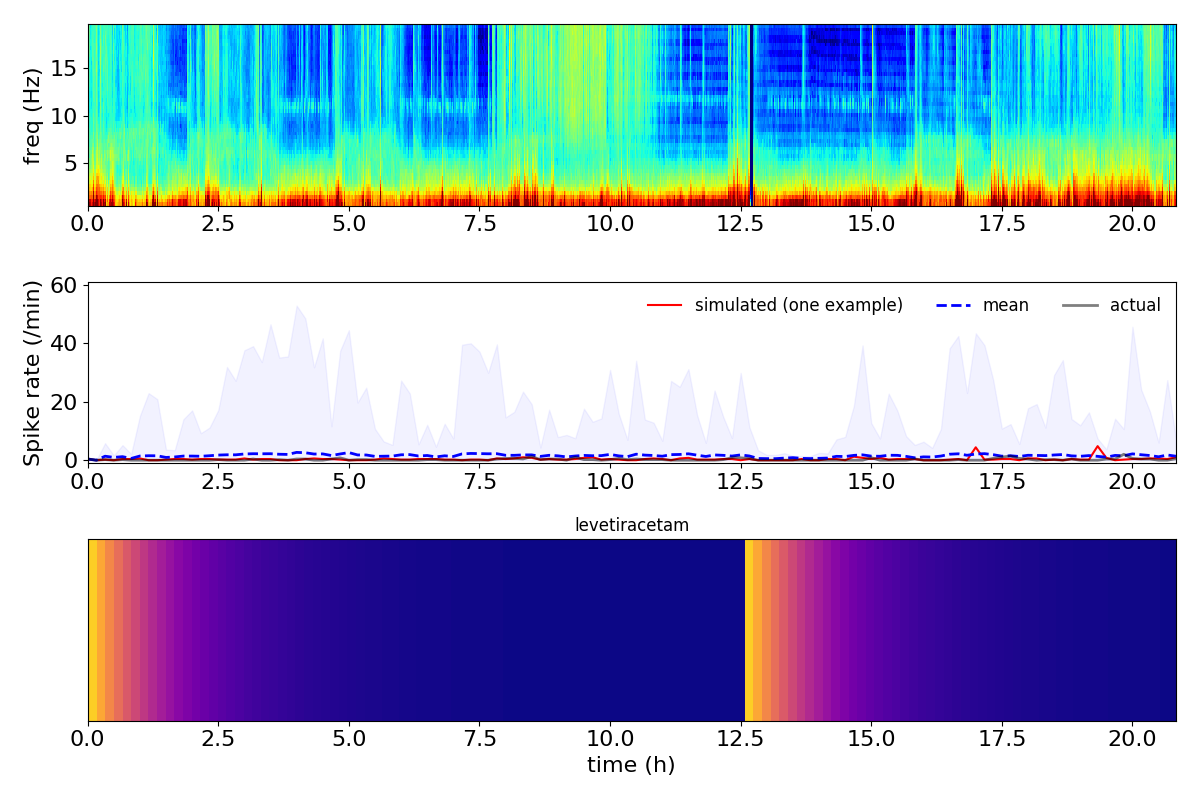 freq (Hz)
15
10
5
0.0 2.5 5.0 7.5 10.0 12.5 15.0 17.5 20.0
Spike rate (/min)
60
40
20
0
simulated (one example) mean actual
0.0 2.5 5.0 7.5 10.0 12.5 15.0 17.5 20.0
levetiracetam
0.0 2.5 5.0 7.5 10.0 12.5 15.0 17.5 20.0
time (h)